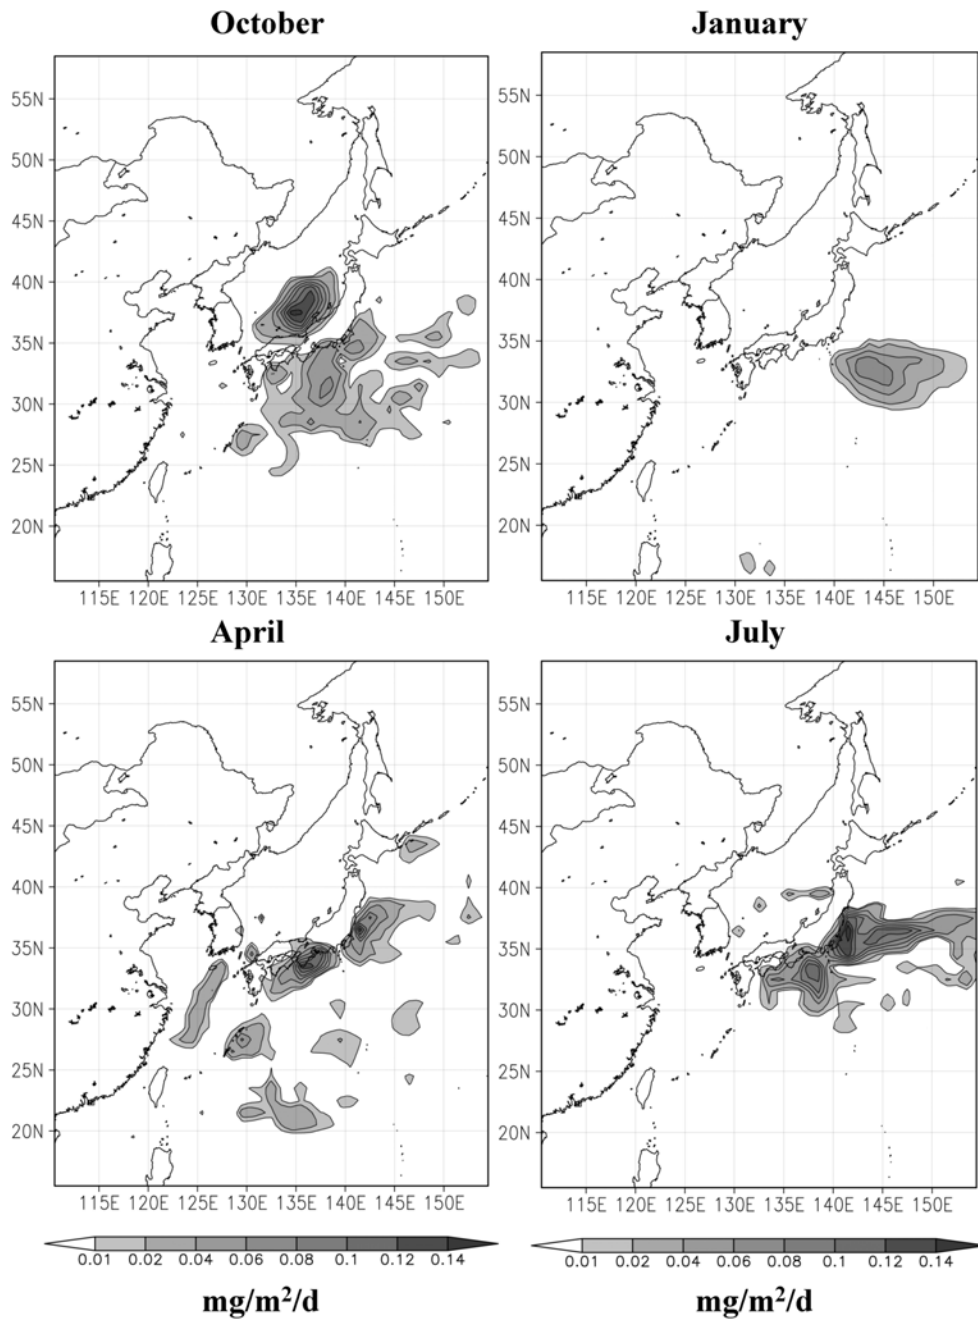 October
January
55N
50N
45N
40N
35N
30N
25N
20N
115E 120E 125E 130E 135E 140E 145E 150E
55N
50N
45N
40N
35N
30N
25N
20N
115E 120E 125E 130E 135E 140E 145E 150E
April
July
55N
50N
45N
40N
35N
30N
25N
20N
115E 120E 125E 130E 135E 140E 145E 150E
55N
50N
45N
40N
35N
30N
25N
20N
115E 120E 125E 130E 135E 140E 145E 150E
0.01 0.02 0.04 0.06 0.08 0.1 0.12 0.14
0.01 0.02 0.04 0.06 0.08 0.1 0.12 0.14
mg/m²/d
mg/m²/d